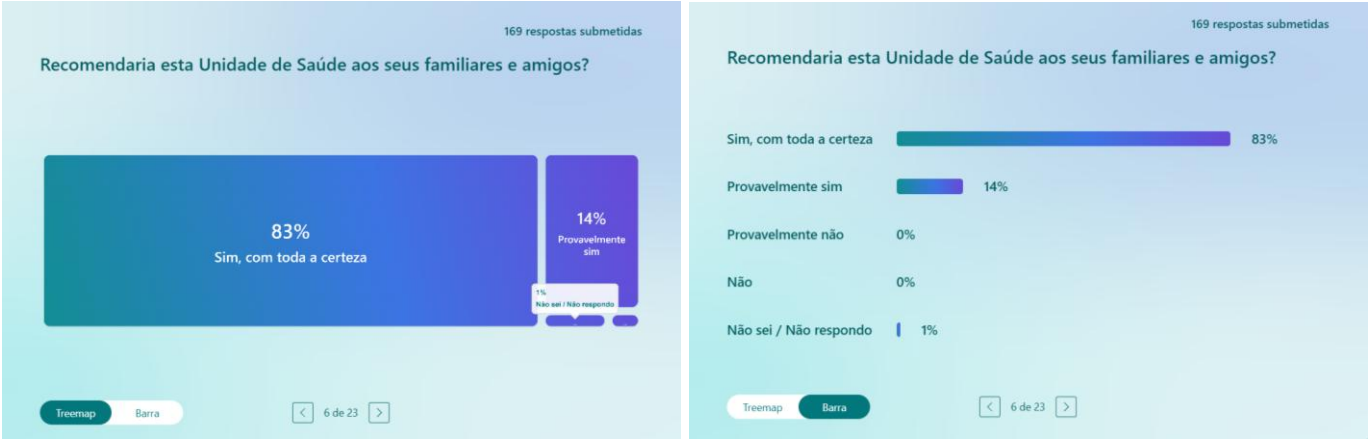 169 respostas submetidas
Recomendaria esta Unidade de Saúde aos seus familiares e amigos?
83%
Sim, com toda a certeza
14%
Provavelmente
sim
1%
Não sei / Não respondo
Treemap
Barra
6 de 23
169 respostas submetidas
Recomendaria esta Unidade de Saúde aos seus familiares e amigos?
Sim, com toda a certeza 83%
Provavelmente sim 14%
Provavelmente não 0%
Não 0%
Não sei / Não respondo 1%
Treemap
Barra
6 de 23